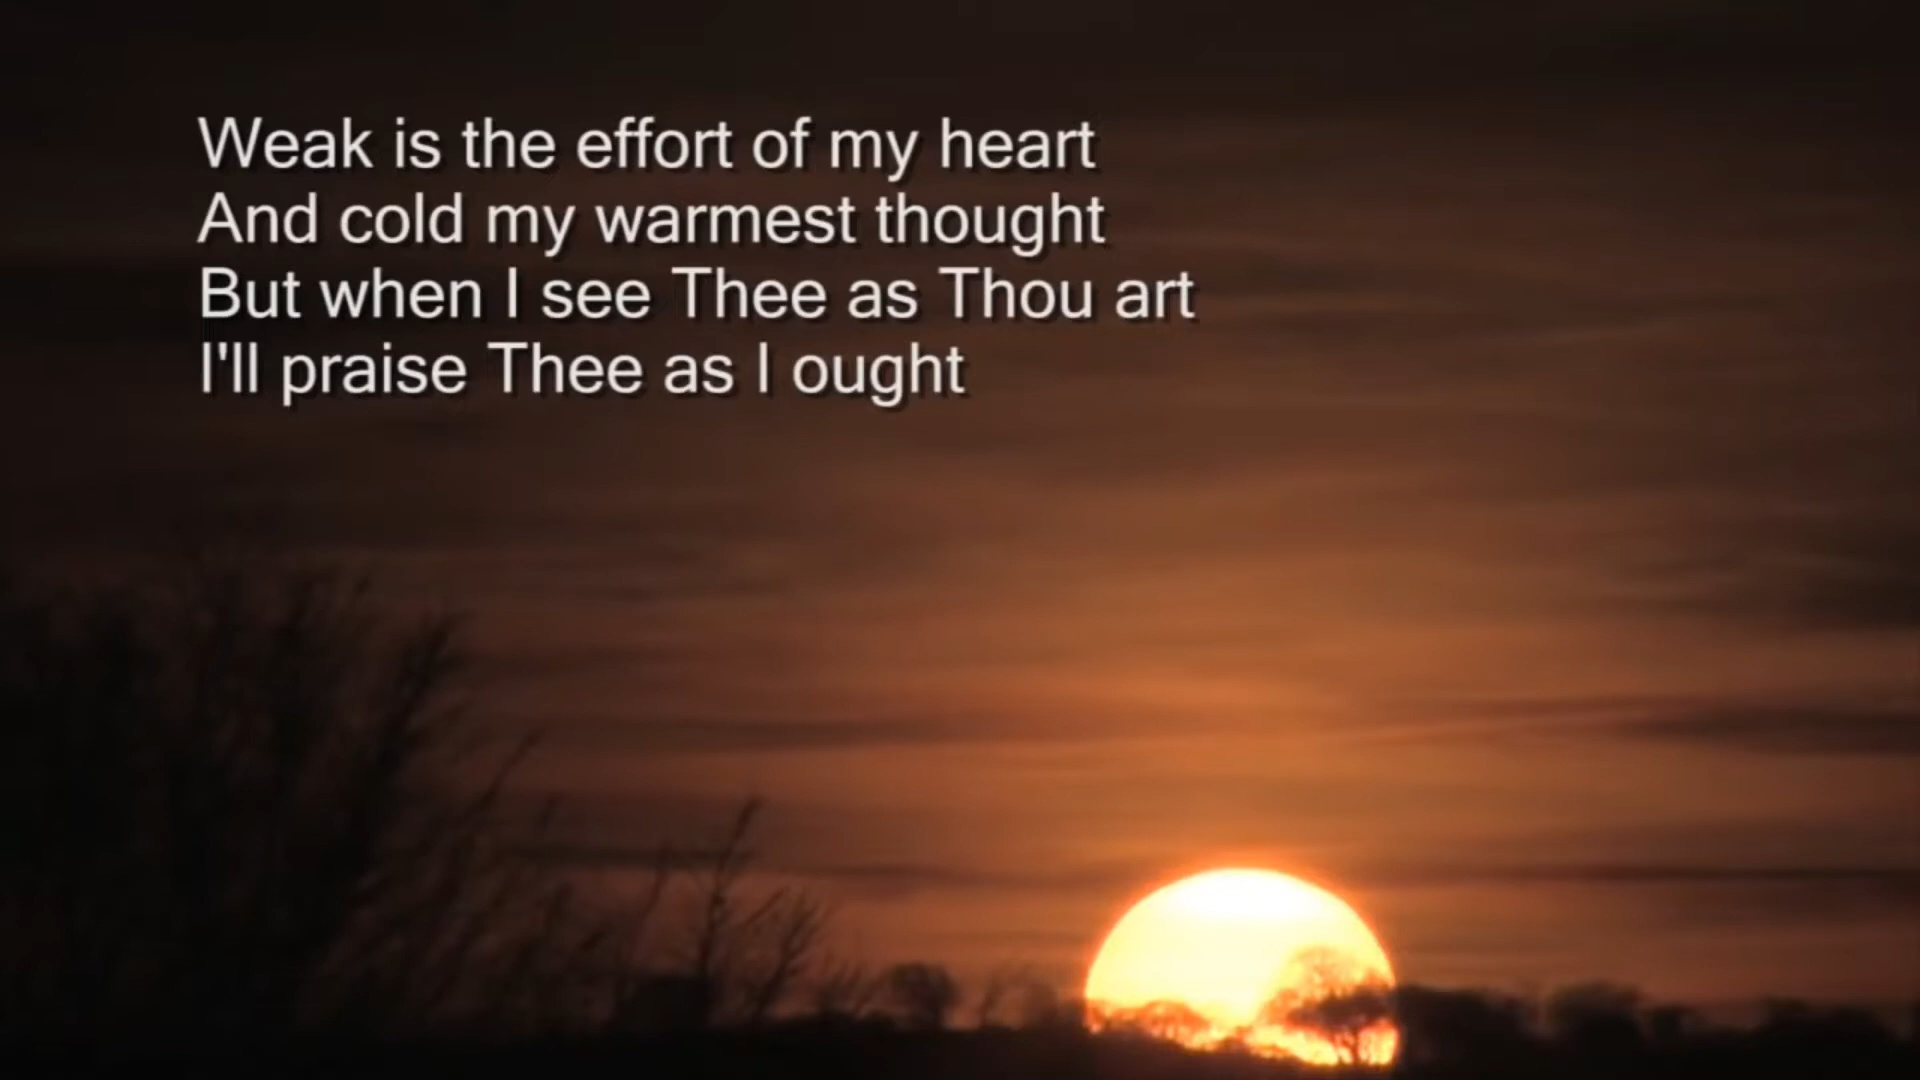 Weak is the effort of my heart
And cold my warmest thought
But when I see Thee as Thou art
I'll praise Thee as I ought